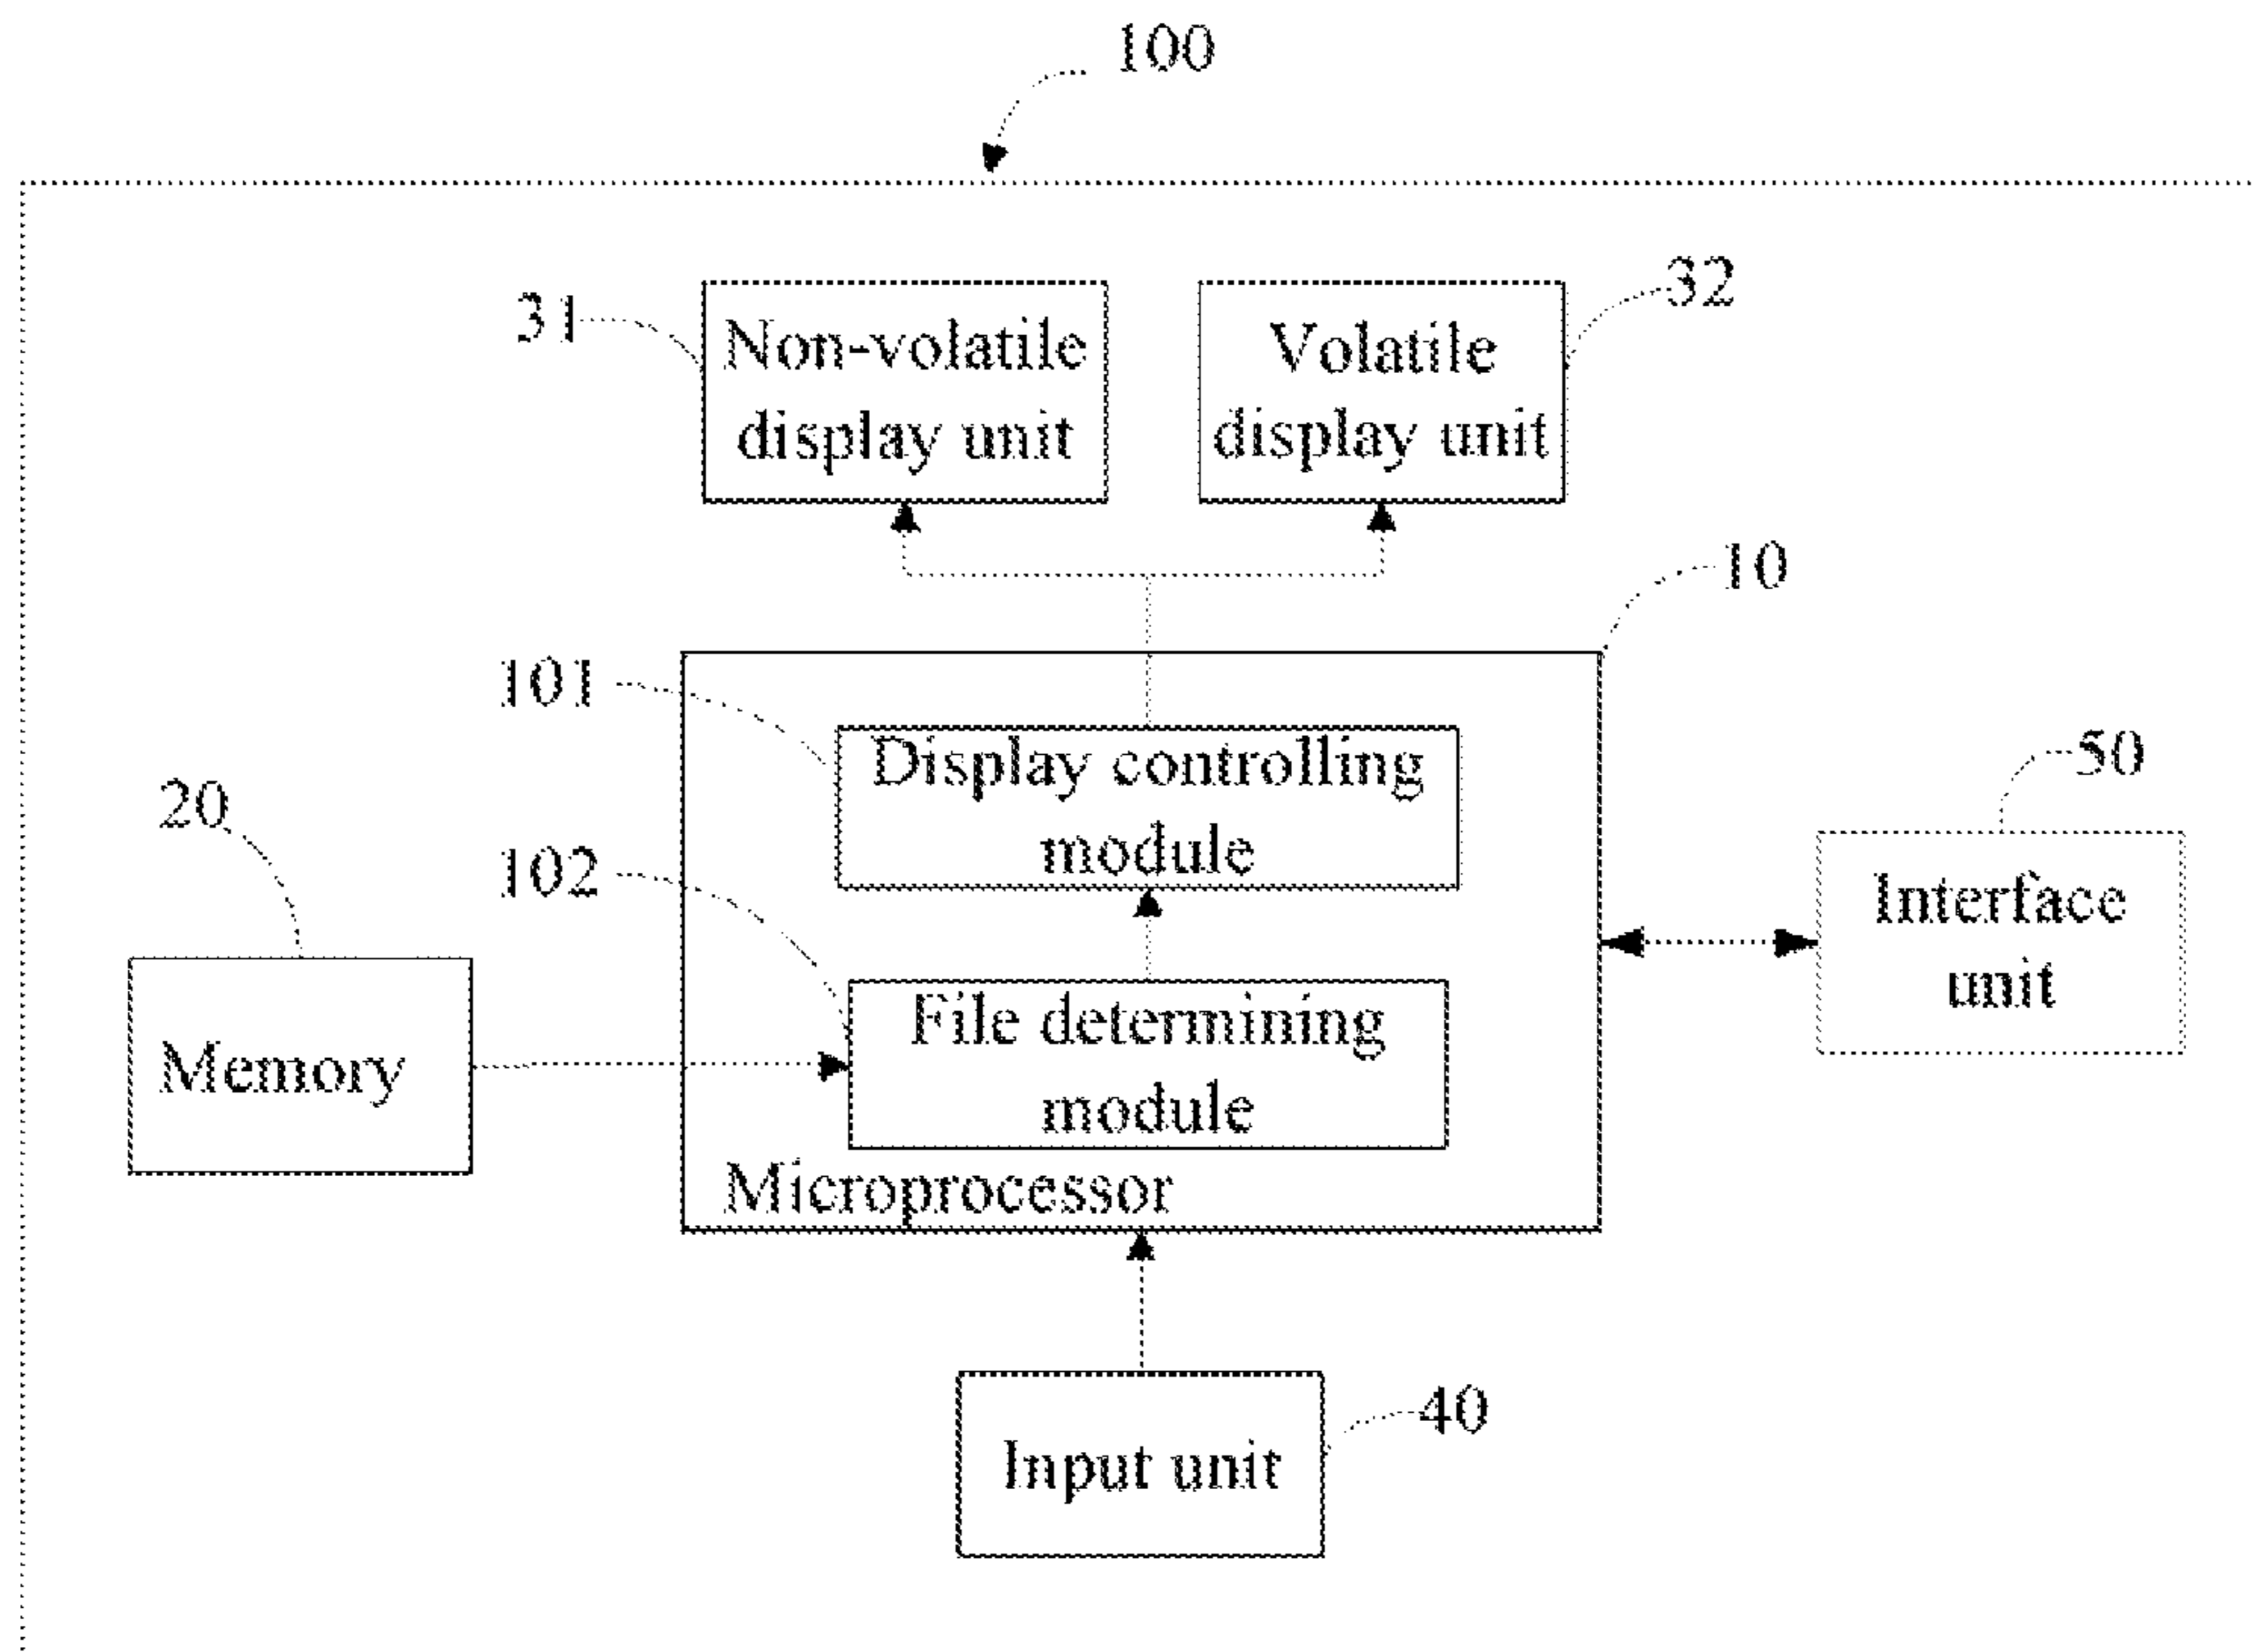 100
31
Non-volatile
display unit
Volatile
display unit
32
10
101
Display controlling
module
20
102
50
Interface
unit
Memory
File determining
module
Microprocessor
Input unit
40